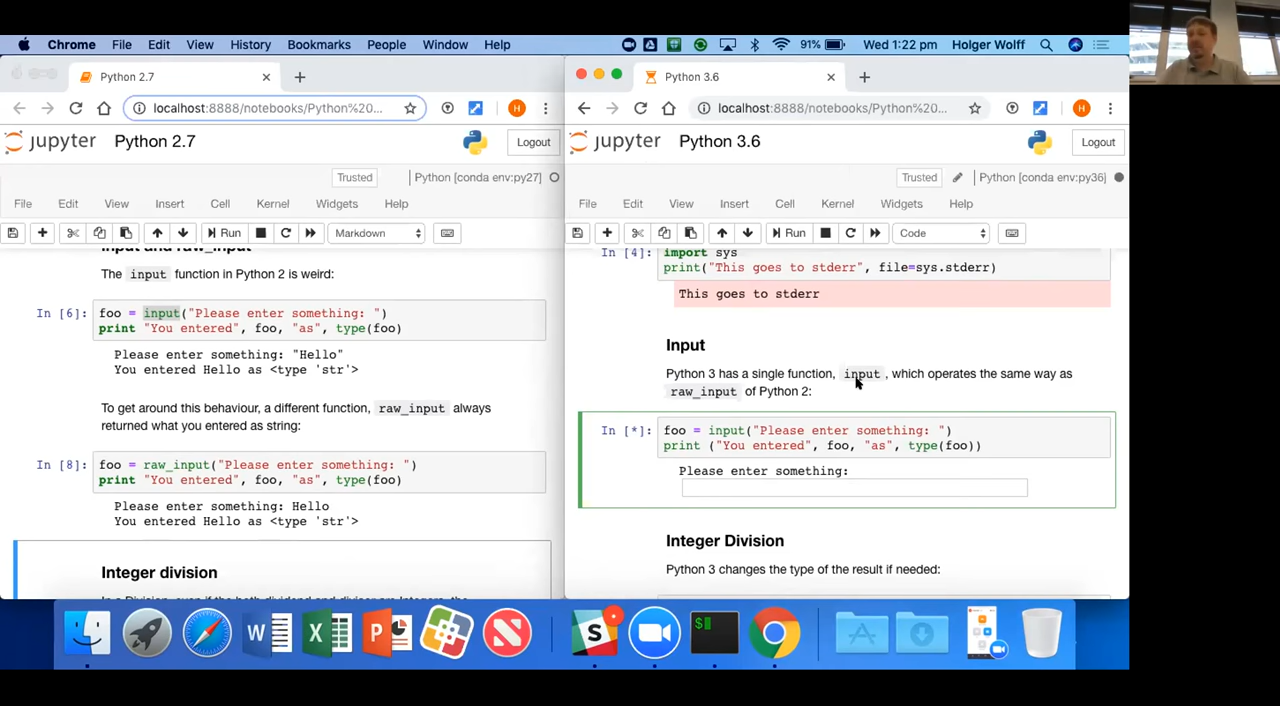 Chrome File Edit View History Bookmarks People Window Help 91% Wed 1:22 pm Holger Wolff
Python 2.7
localhost:8888/notebooks/Python%20...
jupyter Python 2.7 Logout
Trusted Python [conda env:py27]
File Edit View Insert Cell Kernel Widgets Help
Run Markdown
Input and raw_input
The input function in Python 2 is weird:
In [6]: foo = input("Please enter something: ")
print "You entered", foo, "as", type(foo)
Please enter something: "Hello"
You entered Hello as <type 'str'>
To get around this behaviour, a different function, raw_input always
returned what you entered as string:
In [8]: foo = raw_input("Please enter something: ")
print "You entered", foo, "as", type(foo)
Please enter something: Hello
You entered Hello as <type 'str'>
Integer division
Python 3.6
localhost:8888/notebooks/Python%20...
jupyter Python 3.6 Logout
Trusted Python [conda env:py36]
File Edit View Insert Cell Kernel Widgets Help
Run Code
In [4]: import sys
print("This goes to stderr", file=sys.stderr)
This goes to stderr
Input
Python 3 has a single function, input, which operates the same way as
raw_input of Python 2:
In [*]: foo = input("Please enter something: ")
print ("You entered", foo, "as", type(foo))
Please enter something:
Integer Division
Python 3 changes the type of the result if needed: